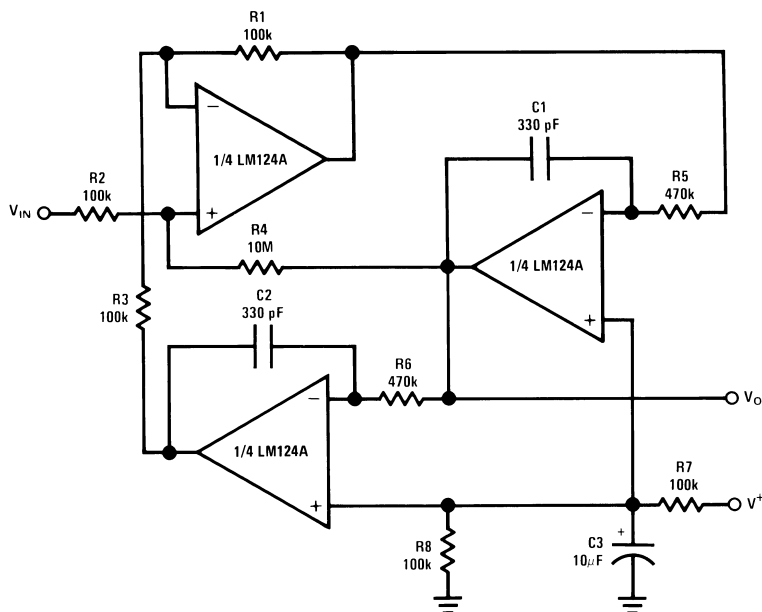 R1
100k
−
1/4 LM124A
+
R2
100k
VIN
C1
330 pF
R5
470k
−
1/4 LM124A
+
R4
10M
R3
100k
C2
330 pF
R6
470k
−
1/4 LM124A
+
VO
R7
100k
V+
R8
100k
+
C3
10µF